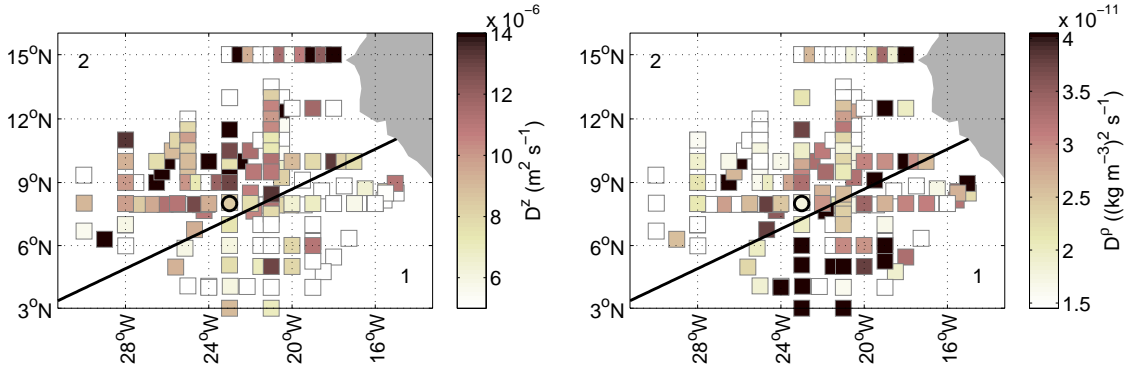 x 10⁻⁶
x 10⁻¹¹
15°N
12°N
9°N
6°N
3°N
28°W
24°W
20°W
16°W
2
1
14
12
10
8
6
D^z (m² s⁻¹)
15°N
12°N
9°N
6°N
3°N
28°W
24°W
20°W
16°W
2
1
4
3.5
3
2.5
2
1.5
D^ρ ((kg m⁻³)² s⁻¹)